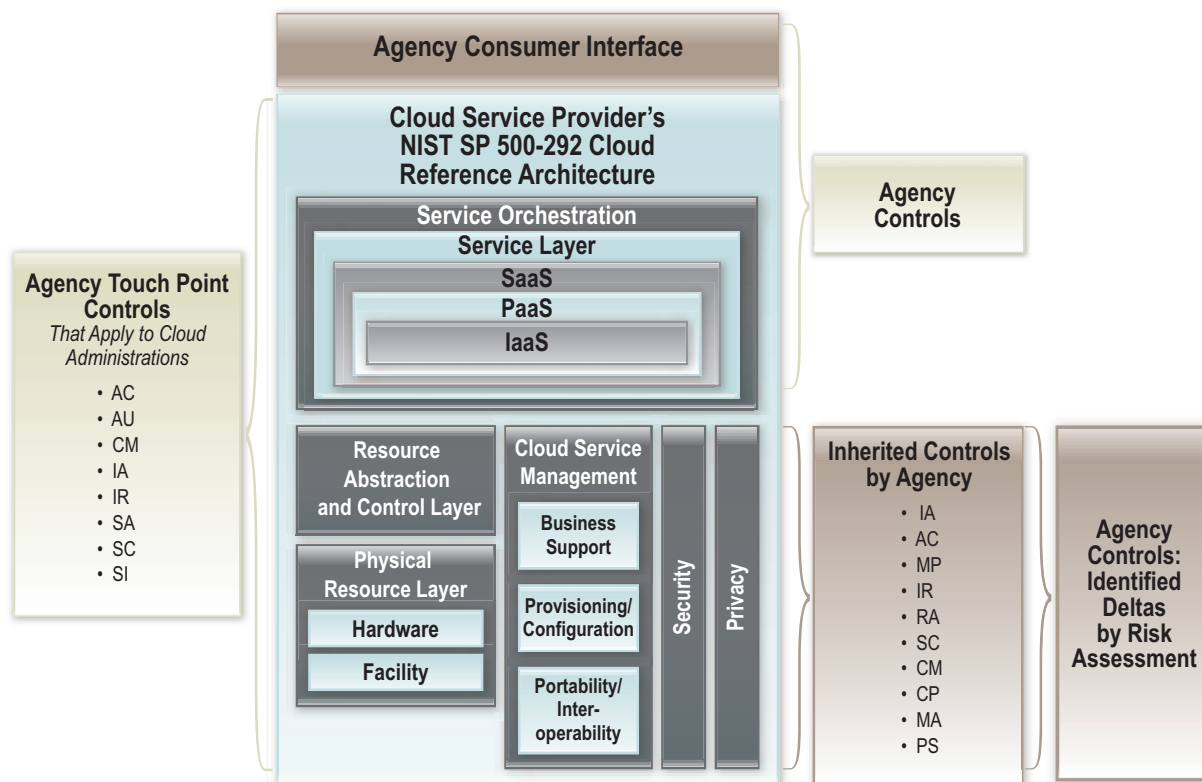 Agency Consumer Interface
Cloud Service Provider's
NIST SP 500-292 Cloud
Reference Architecture
Service Orchestration
Service Layer
SaaS
PaaS
IaaS
Agency Touch Point
Controls
That Apply to Cloud
Administrations
• AC
• AU
• CM
• IA
• IR
• SA
• SC
• SI
Resource
Abstraction
and Control Layer
Physical
Resource Layer
Hardware
Facility
Cloud Service
Management
Business
Support
Provisioning/
Configuration
Portability/
Inter-
operability
Security
Privacy
Agency
Controls
Inherited Controls
by Agency
• IA
• AC
• MP
• IR
• RA
• SC
• CM
• CP
• MA
• PS
Agency
Controls:
Identified
Deltas
by Risk
Assessment